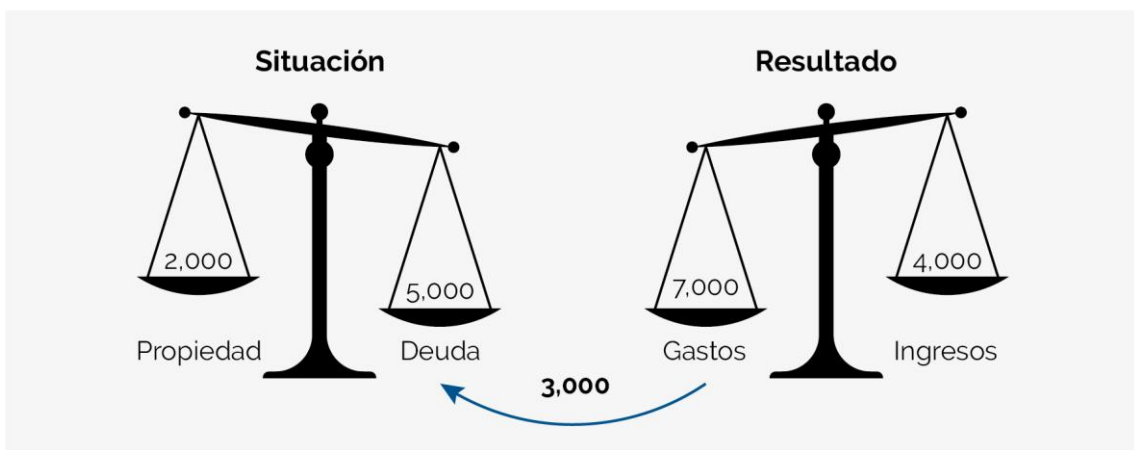 Situación
Resultado
2,000
5,000
7,000
4,000
Propiedad
Deuda
Gastos
Ingresos
3,000